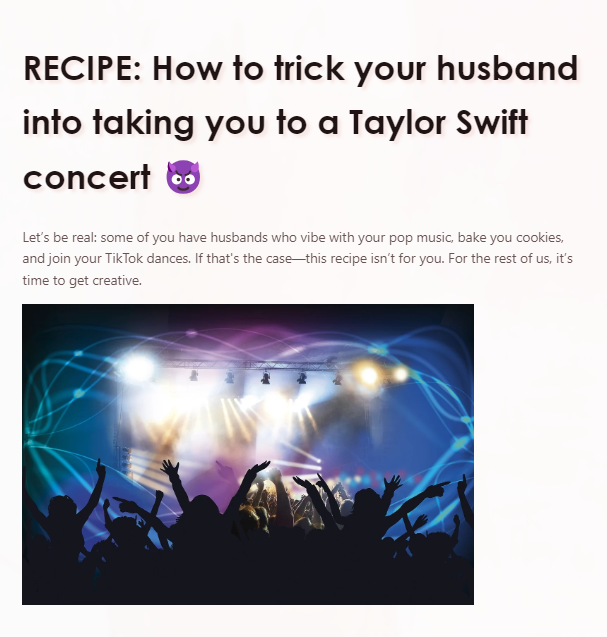 RECIPE: How to trick your husband
into taking you to a Taylor Swift
concert 😈
Let’s be real: some of you have husbands who vibe with your pop music, bake you cookies,
and join your TikTok dances. If that's the case—this recipe isn’t for you. For the rest of us, it’s
time to get creative.